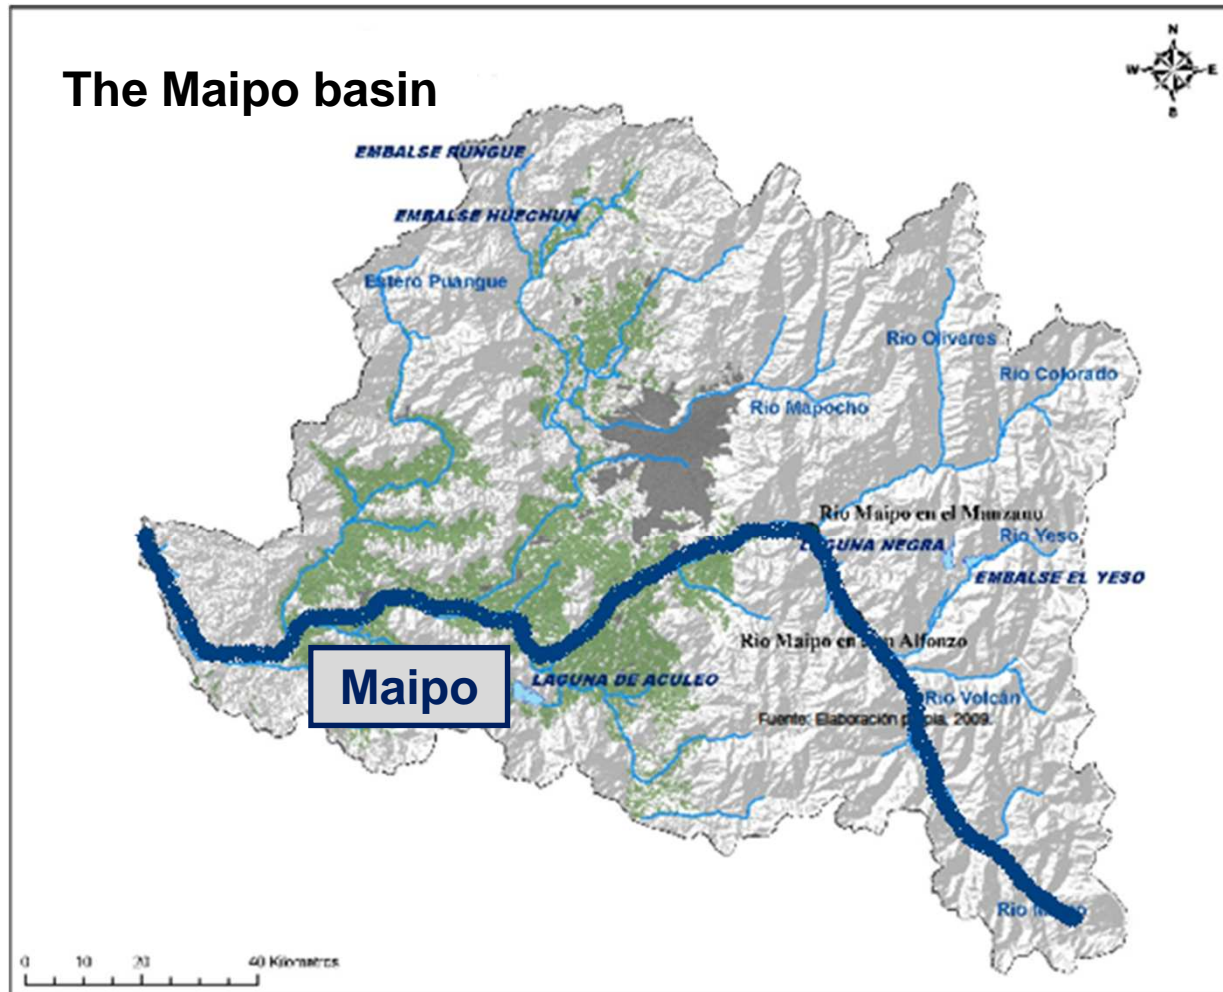 N
The Maipo basin
W E
S
EMBALSE RUNGUE
EMBALSE HUECHUN
Estero Puangue
Rio Olivares
Rio Colorado
Rio Mapocho
Rio Maipo en el Manzano
LAGUNA NEGRA
Rio Yeso
EMBALSE EL YESO
Rio Maipo en San Alfonzo
Maipo
LAGUNA DE ACULEO
Rio Volcán
Fuente: Elaboración propia, 2009.
Rio
0 10 20 40 Kilometros